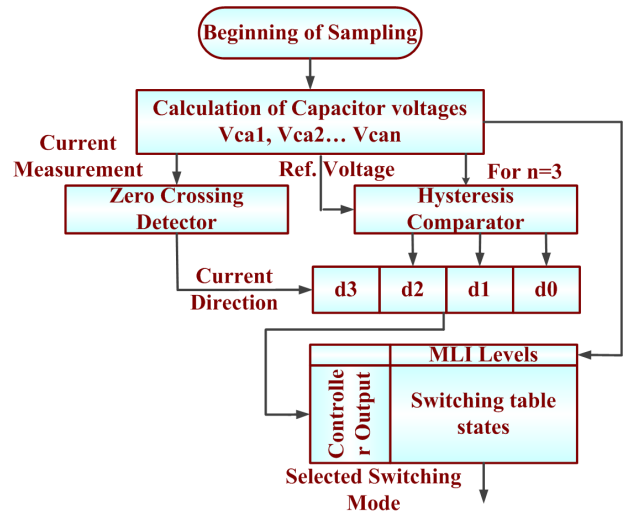 Beginning of Sampling
Calculation of Capacitor voltages
Vca1, Vca2... Vcan
Current
Measurement
Ref. Voltage
For n=3
Zero Crossing
Detector
Hysteresis
Comparator
Current
Direction
d3 d2 d1 d0
MLI Levels
Controlle
r Output
Switching table
states
Selected Switching
Mode